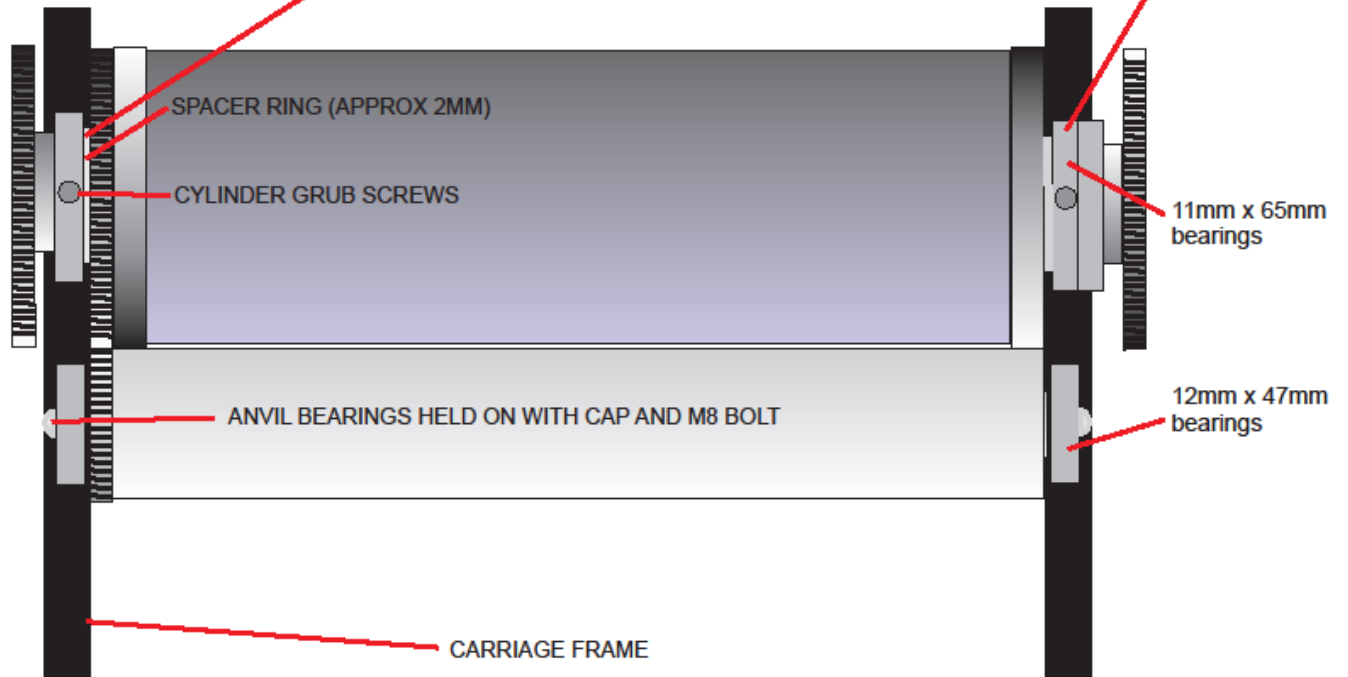 SPACER RING (APPROX 2MM)
CYLINDER GRUB SCREWS
11mm x 65mm
bearings
12mm x 47mm
bearings
ANVIL BEARINGS HELD ON WITH CAP AND M8 BOLT
CARRIAGE FRAME